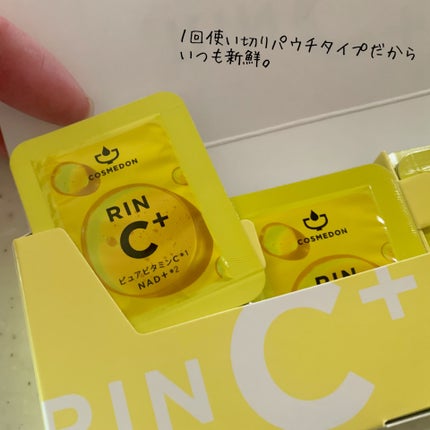 1回使い切りパウチタイプだから
いつも新鮮。
COSMEDON
RIN
C+
ピュアビタミンC※1
NAD+※2
COSMEDON
RIN
RIN C+